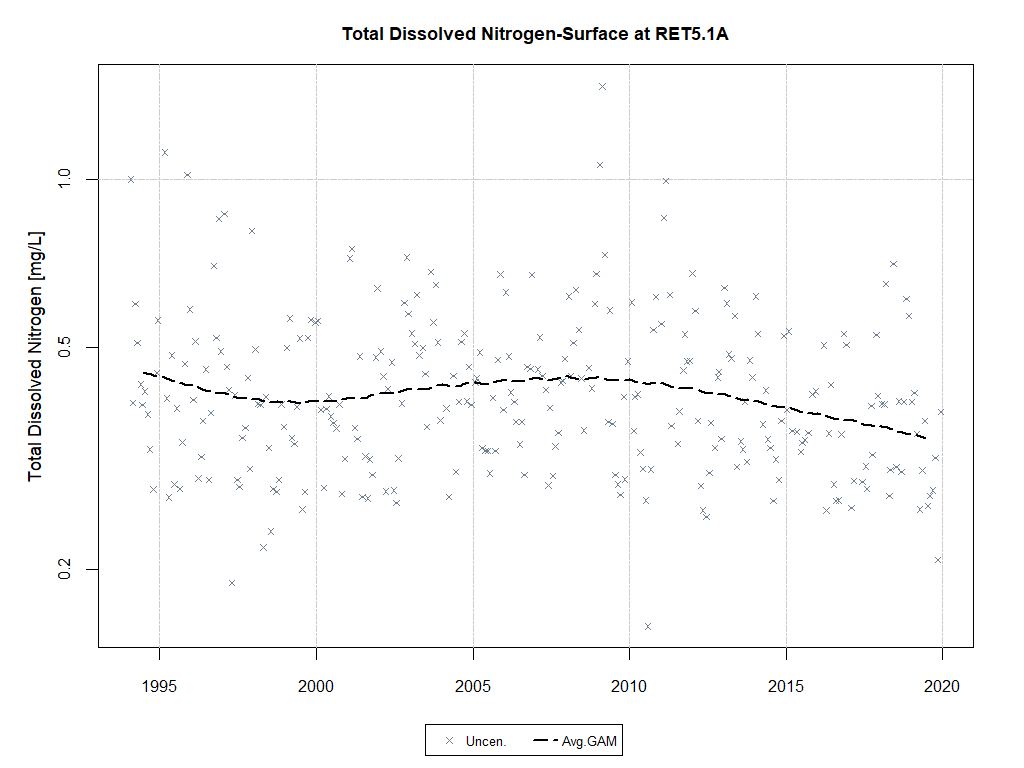 Total Dissolved Nitrogen-Surface at RET5.1A
Total Dissolved Nitrogen [mg/L]
1.0
0.5
0.2
1995 2000 2005 2010 2015 2020
Uncen. Avg.GAM